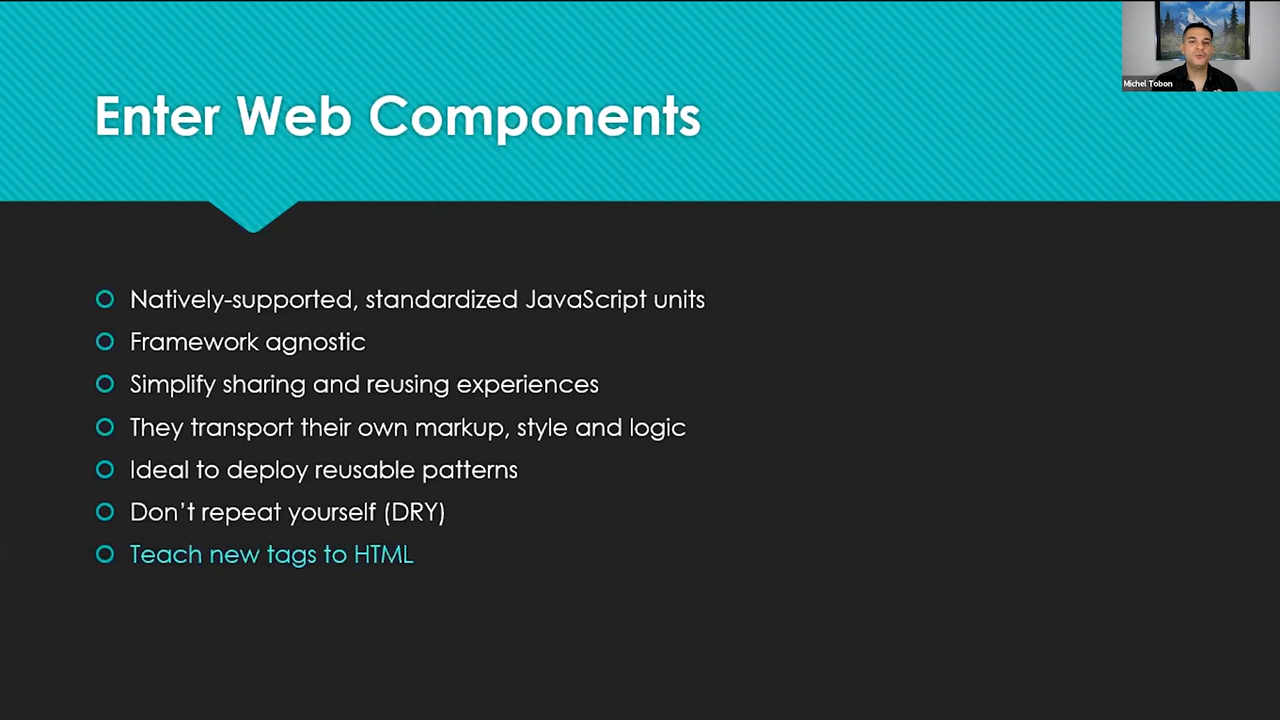 Michel Tobon
Enter Web Components
Natively-supported, standardized JavaScript units
Framework agnostic
Simplify sharing and reusing experiences
They transport their own markup, style and logic
Ideal to deploy reusable patterns
Don’t repeat yourself (DRY)
Teach new tags to HTML